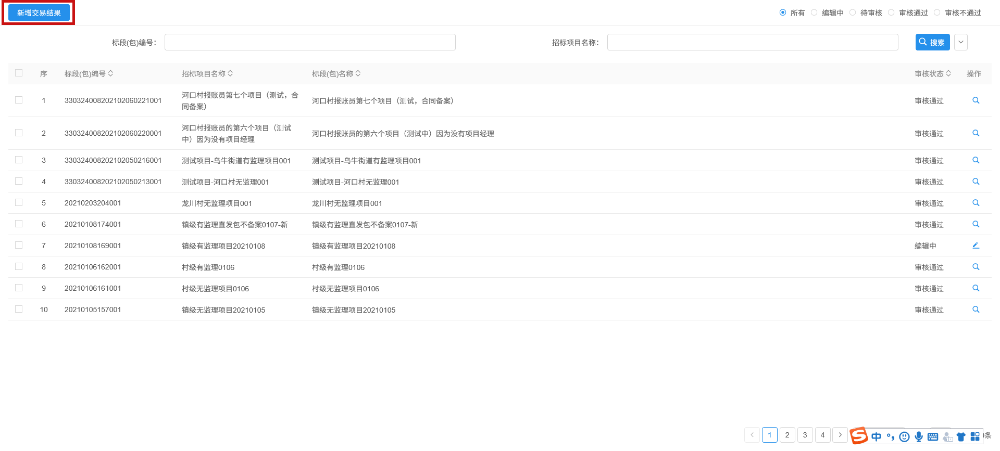 新增交易结果
所有 编辑中 待审核 审核通过 审核不通过
标段(包)编号： 招标项目名称： 搜索
序 标段(包)编号 招标项目名称 标段(包)名称 审核状态 操作
1 330324008202102060221001 河口村报账员第七个项目（测试，合同备案） 河口村报账员第七个项目（测试，合同备案） 审核通过
2 330324008202102060220001 河口村报账员的第六个项目（测试中）因为没有项目经理 河口村报账员的第六个项目（测试中）因为没有项目经理 审核通过
3 330324008202102050216001 测试项目-乌牛街道有监理项目001 测试项目-乌牛街道有监理项目001 审核通过
4 330324008202102050213001 测试项目-河口村无监理001 测试项目-河口村无监理001 审核通过
5 20210203204001 龙川村无监理项目001 龙川村无监理项目001 审核通过
6 20210108174001 镇级有监理直发包不备案0107-新 镇级有监理直发包不备案0107-新 审核通过
7 20210108169001 镇级有监理项目20210108 镇级有监理项目20210108 编辑中
8 20210106162001 村级有监理0106 村级有监理0106 审核通过
9 20210106161001 村级无监理项目0106 村级无监理项目0106 审核通过
10 20210105157001 镇级无监理项目20210105 镇级无监理项目20210105 审核通过
1 2 3 4 中 条